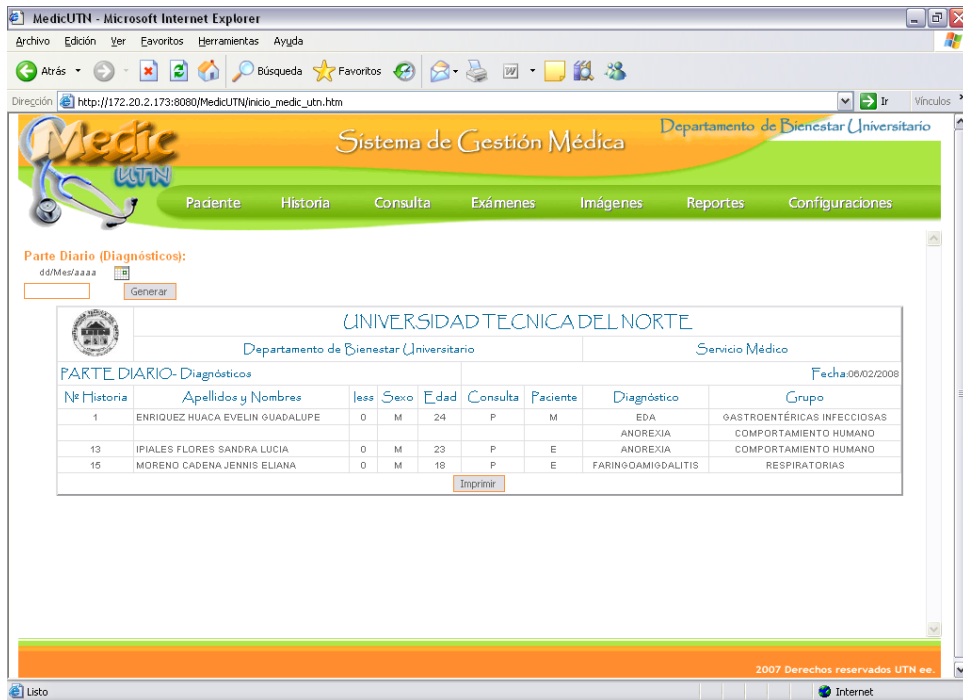 MedicUTN - Microsoft Internet Explorer
Archivo Edición Ver Favoritos Herramientas Ayuda
Atrás Búsqueda Favoritos
Dirección http://172.20.2.173:8080/MedicUTN/inicio_medic_utn.htm Ir Vínculos
Medic UTN
Sistema de Gestión Médica
Departamento de Bienestar Universitario
Paciente Historia Consulta Exámenes Imágenes Reportes Configuraciones
Parte Diario (Diagnósticos):
dd/Mes/aaaa
Generar
UNIVERSIDAD TECNICA DEL NORTE
Departamento de Bienestar Universitario Servicio Médico
PARTE DIARIO- Diagnósticos Fecha:06/02/2008
Nº Historia Apellidos y Nombres Iess Sexo Edad Consulta Paciente Diagnóstico Grupo
1 ENRIQUEZ HUACA EVELIN GUADALUPE 0 M 24 P M EDA GASTROENTÉRICAS INFECCIOSAS
ANOREXIA COMPORTAMIENTO HUMANO
13 IPIALES FLORES SANDRA LUCIA 0 M 23 P E ANOREXIA COMPORTAMIENTO HUMANO
15 MORENO CADENA JENNIS ELIANA 0 M 18 P E FARINGOAMIGDALITIS RESPIRATORIAS
Imprimir
2007 Derechos reservados UTN ee.
Listo Internet